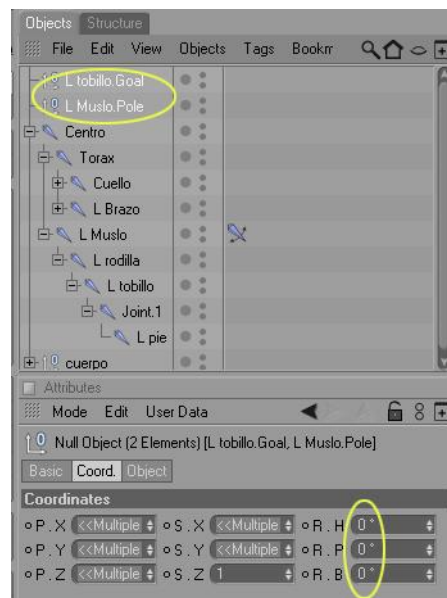 Objects Structure
File Edit View Objects Tags Bookm
L tobillo.Goal
L Muslo.Pole
Centro
Torax
Cuello
L Brazo
L Muslo
L rodilla
L tobillo
Joint.1
L pie
cuerpo
Attributes
Mode Edit User Data
Null Object (2 Elements) [L tobillo.Goal, L Muslo.Pole]
Basic Coord. Object
Coordinates
P . X <<Multiple S . X <<Multiple R . H 0 °
P . Y <<Multiple S . Y <<Multiple R . P 0 °
P . Z <<Multiple S . Z 1 R . B 0 °